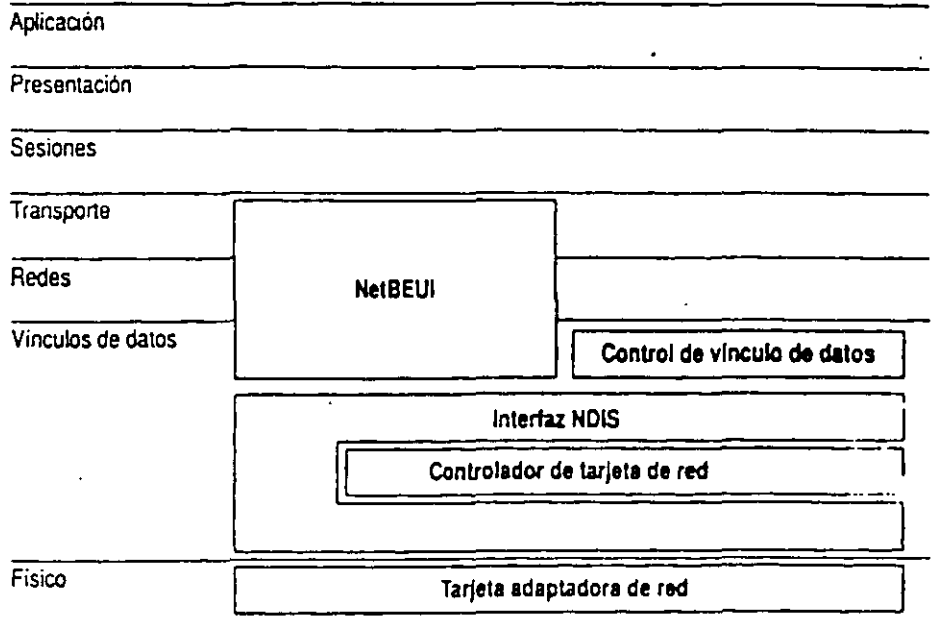 Aplicación
Presentación
Sesiones
Transporte
Redes
NetBEUI
Vínculos de datos
Control de vínculo de datos
Interfaz NDIS
Controlador de tarjeta de red
Físico
Tarjeta adaptadora de red